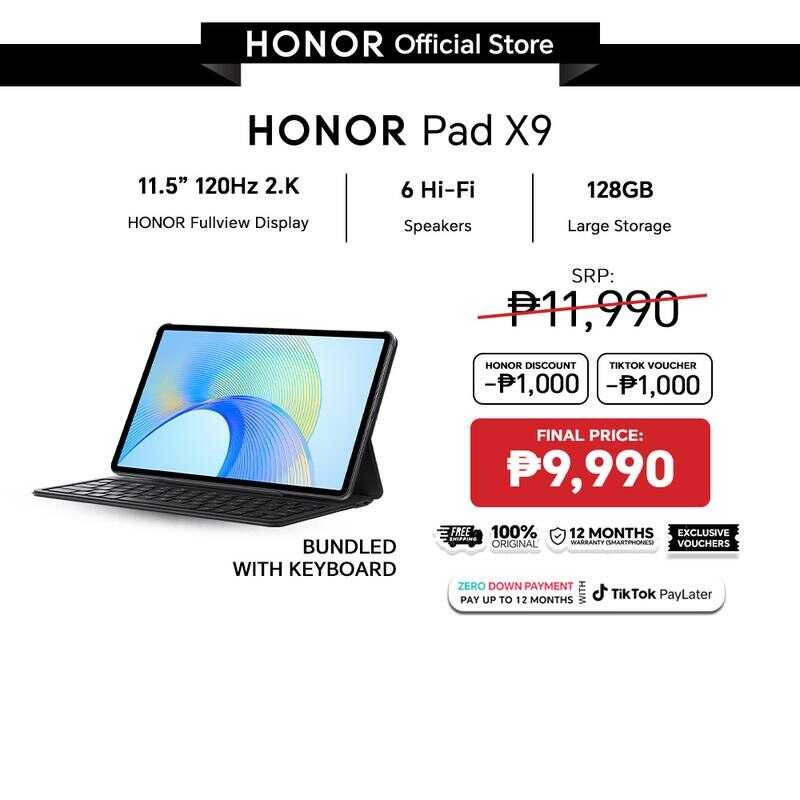 HONOR Official Store
HONOR Pad X9
11.5” 120Hz 2.K
HONOR Fullview Display
6 Hi-Fi
Speakers
128GB
Large Storage
SRP:
₱11,990
HONOR DISCOUNT
-₱1,000
TIKTOK VOUCHER
-₱1,000
FINAL PRICE:
₱9,990
BUNDLED
WITH KEYBOARD
FREE
SHIPPING
100%
ORIGINAL
12 MONTHS
WARRANTY (SMARTPHONES)
EXCLUSIVE
VOUCHERS
ZERO DOWN PAYMENT
PAY UP TO 12 MONTHS
WITH
TikTok PayLater